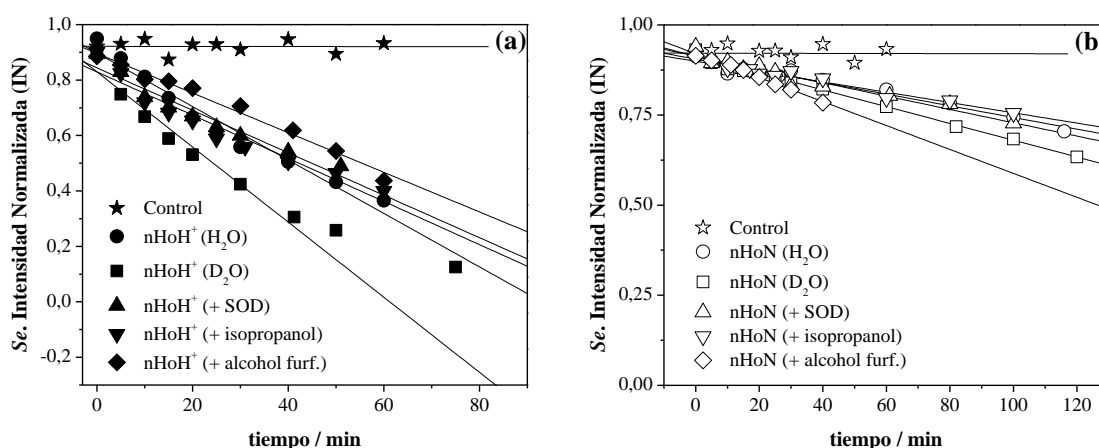 (a)
Se. Intensidad Normalizada (IN)
1,0
0,8
0,6
0,4
0,2
0,0
-0,2
Control
nHoH⁺ (H₂O)
nHoH⁺ (D₂O)
nHoH⁺ (+ SOD)
nHoH⁺ (+ isopropanol)
nHoH⁺ (+ alcohol furf.)
0 20 40 60 80
tiempo / min
(b)
Se. Intensidad Normalizada (IN)
1,00
0,75
0,50
0,25
0,00
Control
nHoN (H₂O)
nHoN (D₂O)
nHoN (+ SOD)
nHoN (+ isopropanol)
nHoN (+ alcohol furf.)
0 20 40 60 80 100 120
tiempo / min